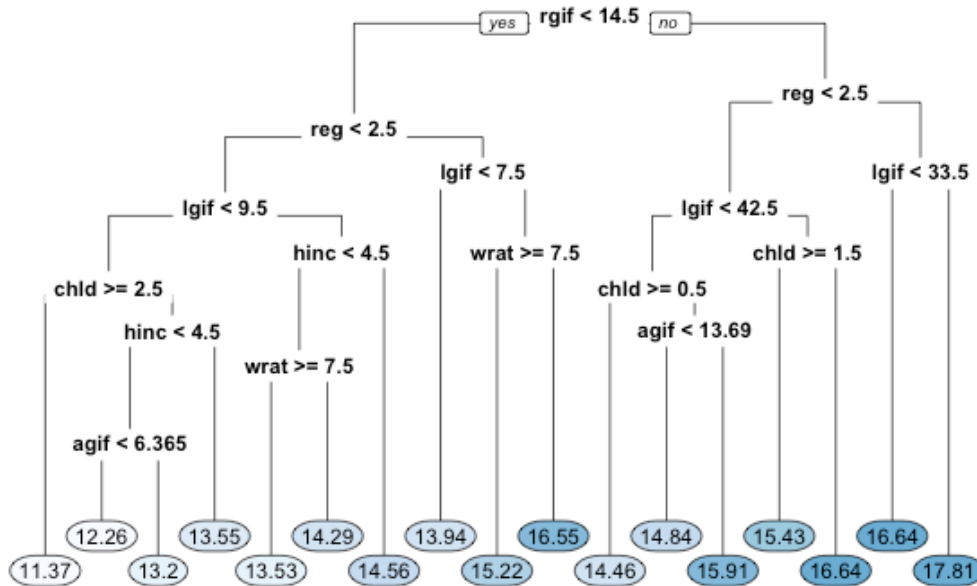 yes rgif < 14.5 no
reg < 2.5
reg < 2.5
lgif < 7.5 lgif < 33.5
lgif < 9.5 lgif < 42.5
hinc < 4.5 wrat >= 7.5 chld >= 1.5
chld >= 2.5 chld >= 0.5
hinc < 4.5 agif < 13.69
wrat >= 7.5
agif < 6.365
12.26 13.55 14.29 13.94 16.55 14.84 15.43 16.64
11.37 13.2 13.53 14.56 15.22 14.46 15.91 16.64 17.81